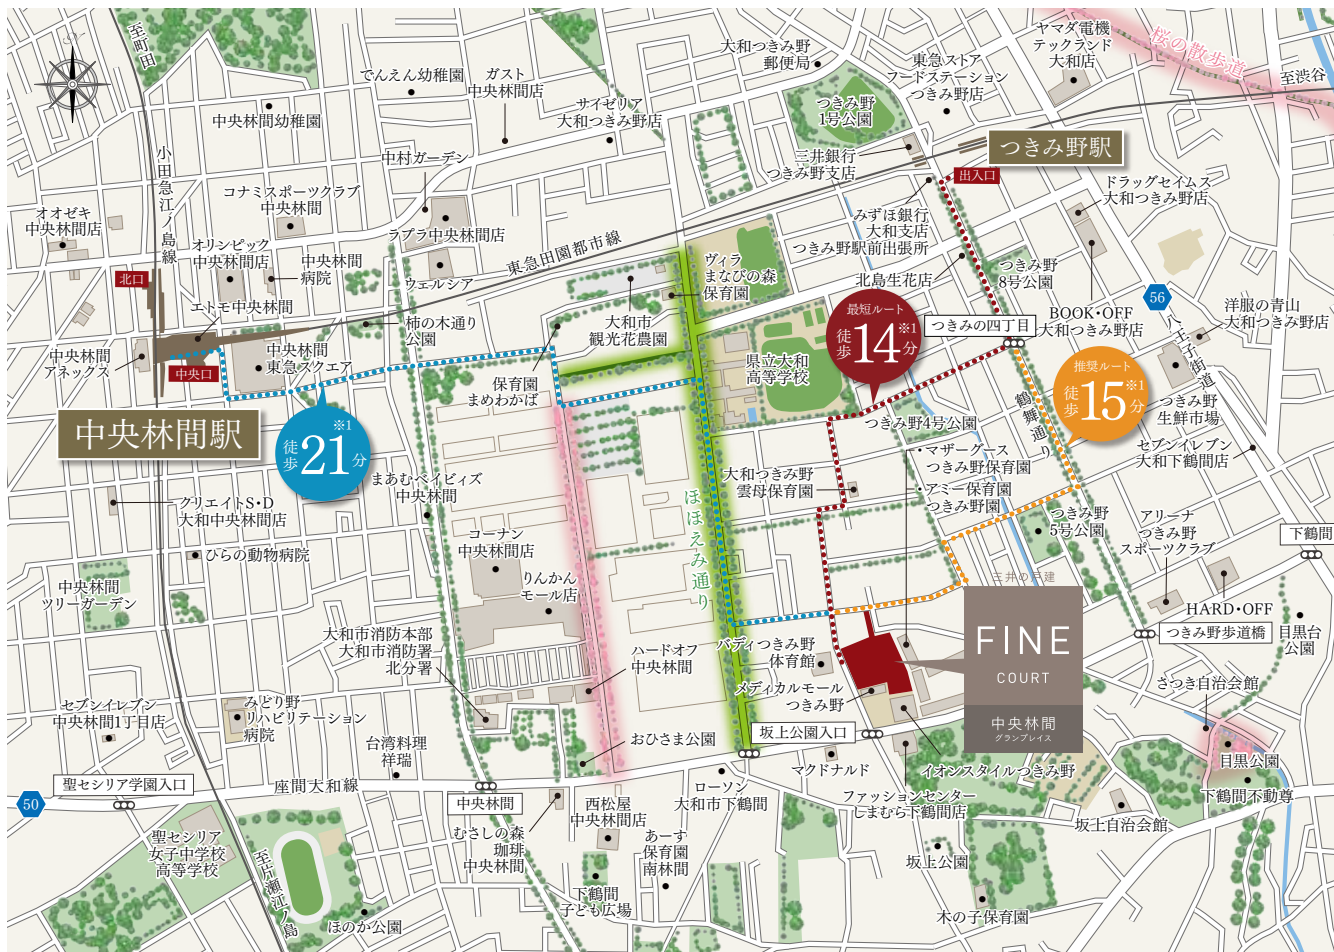 至町田
でんえん幼稚園
ガスト
中央林間店
サイゼリア
大和つきみ野店
大和つきみ野
郵便局
東急ストア
フードステーション
つきみ野店
ヤマダ電機
テックランド
大和店
桜の散歩道
至渋谷
中央林間幼稚園
つきみ野
1号公園
つきみ野駅
出入口
中村ガーデン
三井銀行
つきみ野支店
小田急江ノ島線
コナミスポーツクラブ
中央林間
オオゼキ
中央林間店
オリンピック
中央林間店
中央林間
病院
ラプラ中央林間店
東急田園都市線
ウェルシア
みずほ銀行
大和支店
つきみ野駅前出張所
ドラッグセイムス
大和つきみ野店
北口
エトモ中央林間
ヴィラ
まなびの森
保育園
北島生花店
つきみ野
8号公園
BOOK・OFF
大和つきみ野店
56
八王子街道
洋服の青山
大和つきみ野店
柿の木通り
公園
大和市
観光花農園
最短ルート
徒歩14分※1
つきみの四丁目
中央林間
アネックス
中央口
中央林間
東急スクエア
県立大和
高等学校
推奨ルート
徒歩15分※1
保育園
まめわかば
中央林間駅
徒歩21分※1
鶴舞通り
つきみ野
生鮮市場
つきみ野4号公園
セブンイレブン
大和下鶴間店
・マザーグース
つきみ野保育園
・アミー保育園
つきみ野園
まあむベイビィズ
中央林間
大和つきみ野
雲母保育園
クリエイトS・D
大和中央林間店
ほほえみ通り
つきみ野
5号公園
アリーナ
つきみ野
スポーツクラブ
下鶴間
コーナン
中央林間店
ひらの動物病院
りんかん
モール店
中央林間
ツリーガーデン
三井の戸建
FINE
COURT
中央林間
グランプレイス
HARD・OFF
つきみ野歩道橋
目黒台
公園
大和市消防本部
大和市消防署
北分署
ハードオフ
中央林間
バディつきみ野
体育館
メディカルモール
つきみ野
さつき自治会館
セブンイレブン
中央林間1丁目店
みどり野
リハビリテーション
病院
台湾料理
祥瑞
おひさま公園
坂上公園入口
マクドナルド
イオンスタイルつきみ野
目黒公園
下鶴間不動尊
聖セシリア学園入口
座間大和線
50
中央林間
西松屋
中央林間店
ローソン
大和市下鶴間
ファッションセンター
しまむら下鶴間店
坂上自治会館
聖セシリア
女子中学校
高等学校
むさしの森
珈琲
中央林間
あーす
保育園
南林間
坂上公園
至片瀬江ノ島
ほのか公園
下鶴間
子ども広場
木の子保育園